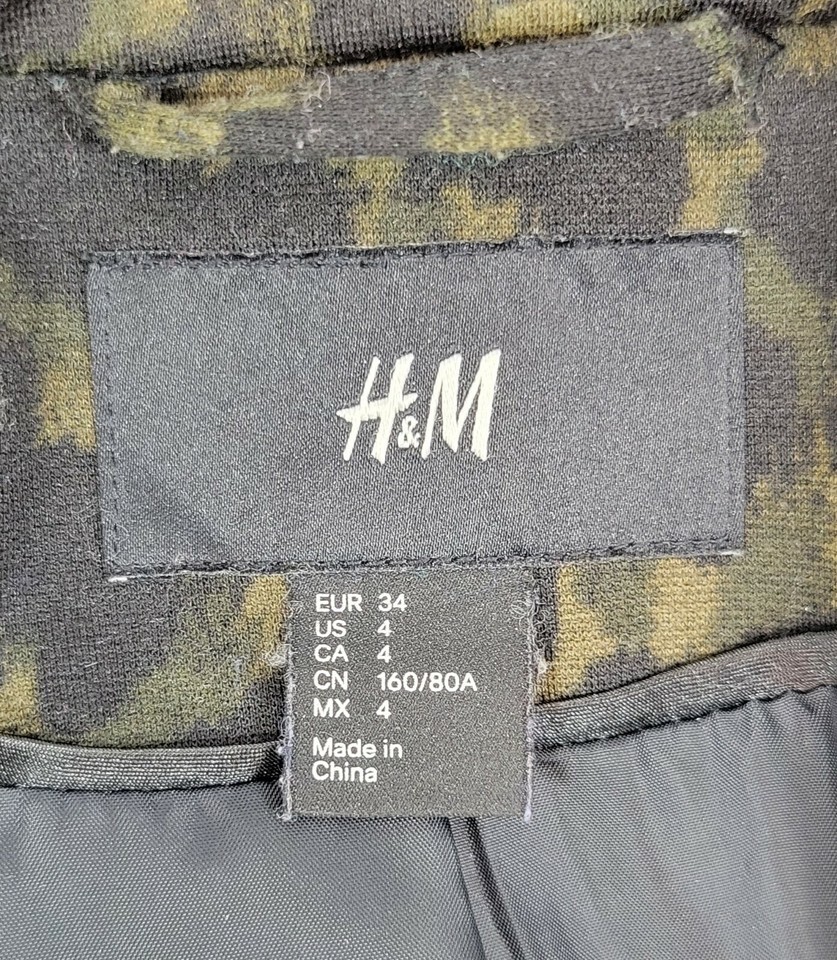 H&M
EUR 34
US 4
CA 4
CN 160/80A
MX 4
Made in
China